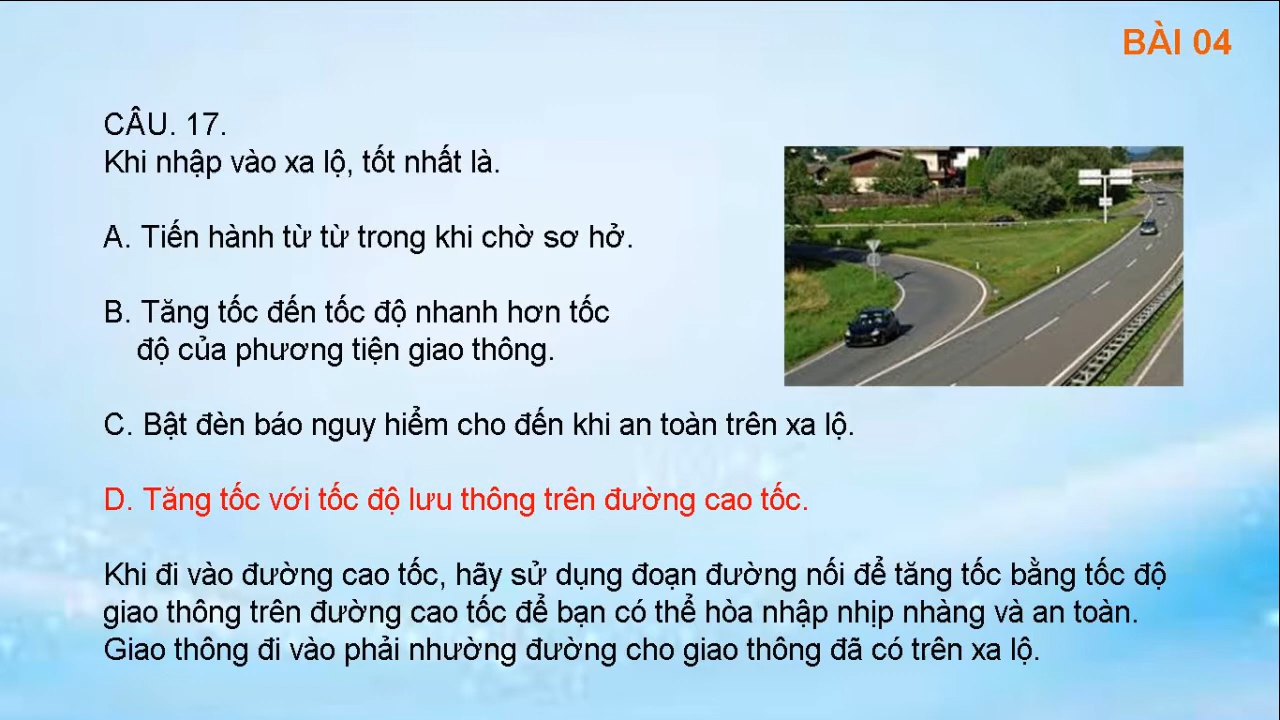 BÀI 04
CÂU. 17.
Khi nhập vào xa lộ, tốt nhất là.
A. Tiến hành từ từ trong khi chờ sơ hở.
B. Tăng tốc đến tốc độ nhanh hơn tốc
độ của phương tiện giao thông.
C. Bật đèn báo nguy hiểm cho đến khi an toàn trên xa lộ.
D. Tăng tốc với tốc độ lưu thông trên đường cao tốc.
Khi đi vào đường cao tốc, hãy sử dụng đoạn đường nối để tăng tốc bằng tốc độ
giao thông trên đường cao tốc để bạn có thể hòa nhập nhịp nhàng và an toàn.
Giao thông đi vào phải nhường đường cho giao thông đã có trên xa lộ.